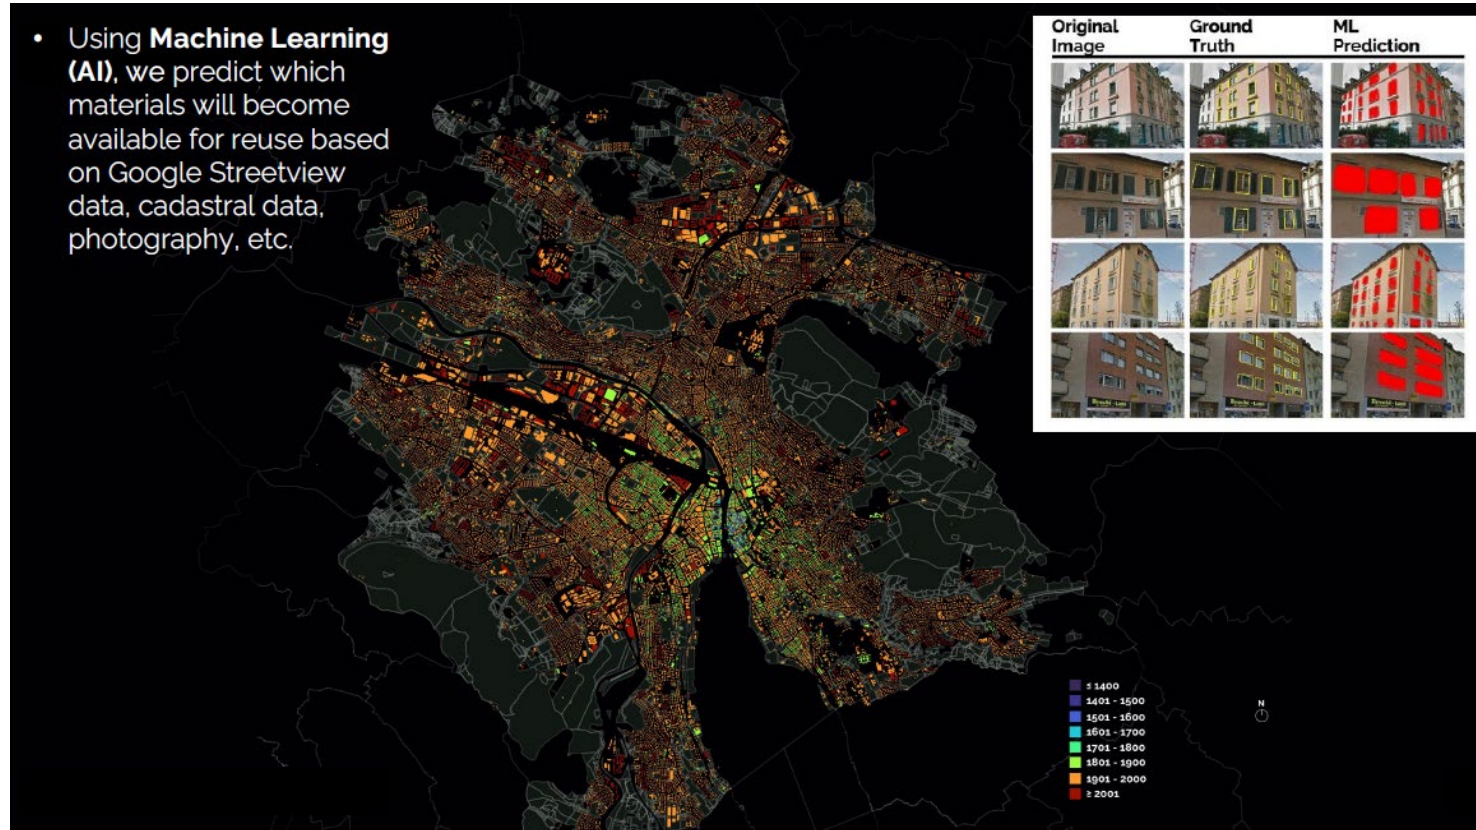 • Using Machine Learning
(AI), we predict which
materials will become
available for reuse based
on Google Streetview
data, cadastral data,
photography, etc.
Original
Image
Ground
Truth
ML
Prediction
≤ 1400
1401 - 1500
1501 - 1600
1601 - 1700
1701 - 1800
1801 - 1900
1901 - 2000
≥ 2001
N